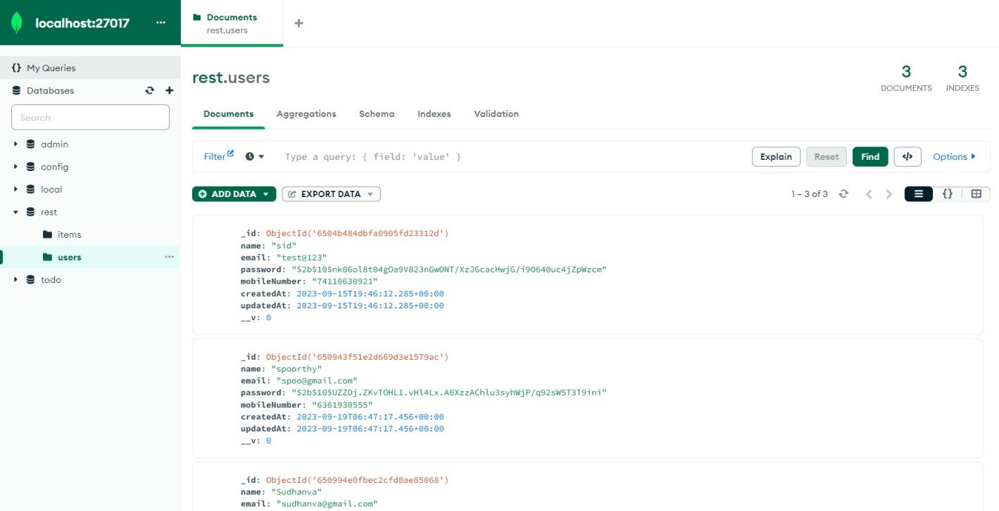 localhost:27017
Documents
rest.users
My Queries
Databases
Search
admin
config
local
rest
items
users
todo
rest.users
3
DOCUMENTS
3
INDEXES
Documents Aggregations Schema Indexes Validation
Filter Type a query: { field: 'value' } Explain Reset Find </> Options
ADD DATA EXPORT DATA 1 – 3 of 3 {}
_id: ObjectId('6504b484dbfa0905fd23312d')
name: "sid"
email: "test@123"
password: "$2b$10$nk06ol8t04gOa9V823nGwONT/XzJGcacHwjG/i9O640uc4jZpWzcm"
mobileNumber: "74110630921"
createdAt: 2023-09-15T19:46:12.285+00:00
updatedAt: 2023-09-15T19:46:12.285+00:00
__v: 0
_id: ObjectId('650943f51e2d669d3e1579ac')
name: "spoorthy"
email: "spoo@gmail.com"
password: "$2b$10$UZZDj.ZKvTOHL1.vHl4Lx.A0XzzAChlu3syhWjP/q92sW5T3T9ini"
mobileNumber: "6361930555"
createdAt: 2023-09-19T06:47:17.456+00:00
updatedAt: 2023-09-19T06:47:17.456+00:00
__v: 0
_id: ObjectId('650994e0fbec2cfd0ae85068')
name: "Sudhanva"
email: "sudhanva@gmail.com"